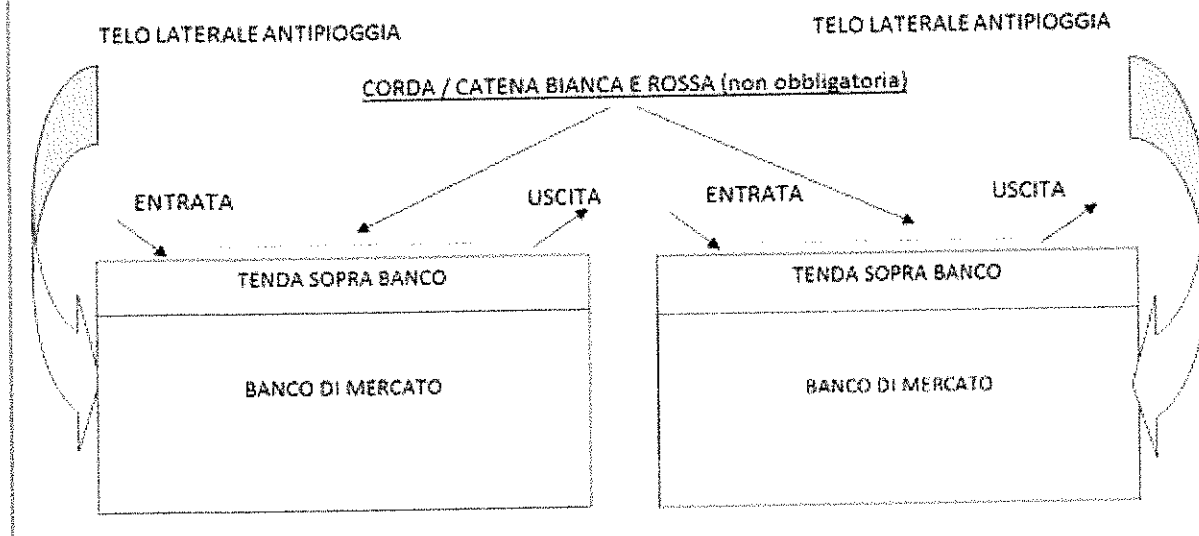 TELO LATERALE ANTIPIOGGIA
TELO LATERALE ANTIPIOGGIA
CORDA / CATENA BIANCA E ROSSA (non obbligatoria)
ENTRATA
USCITA
ENTRATA
USCITA
TENDA SOPRA BANCO
TENDA SOPRA BANCO
BANCO DI MERCATO
BANCO DI MERCATO